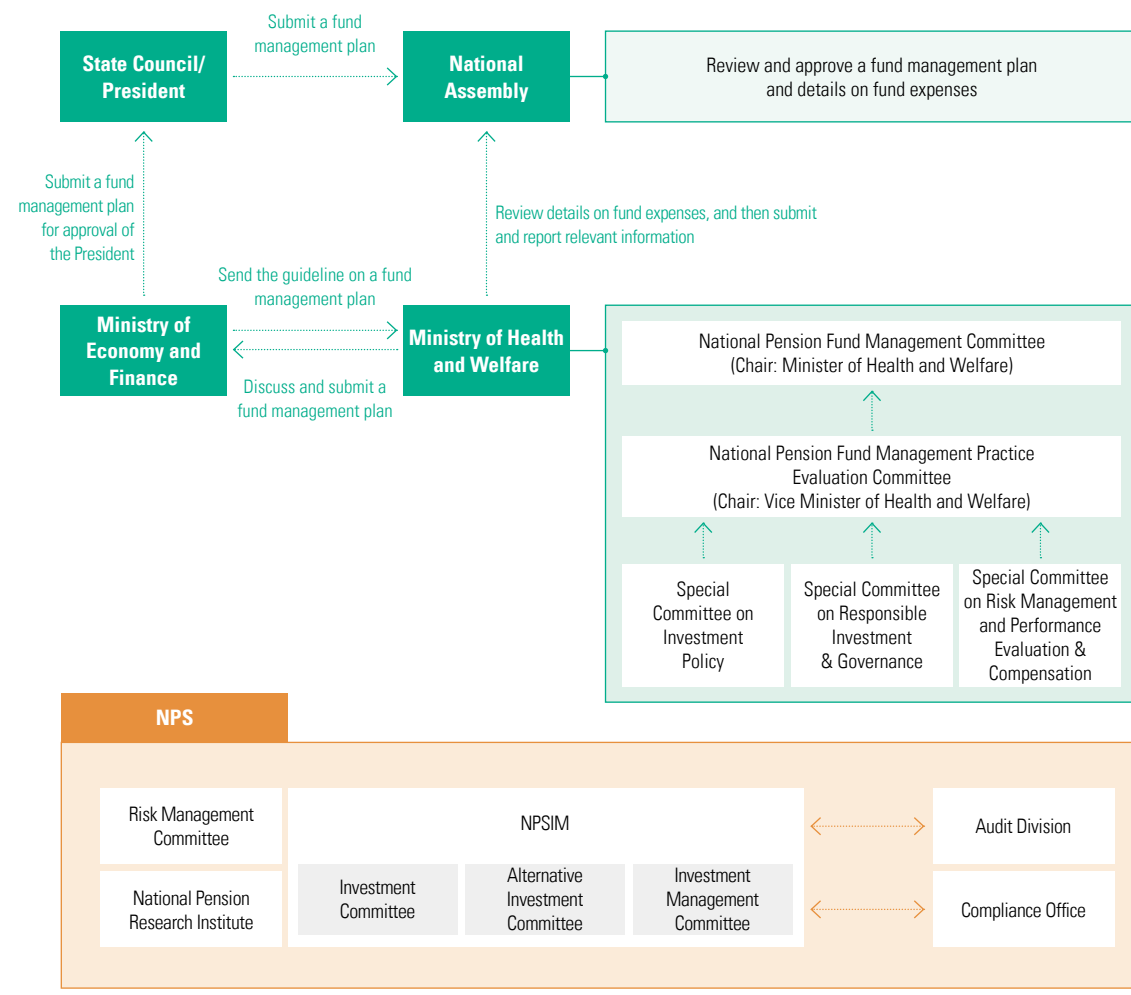 Submit a fund
management plan
State Council/
President
National
Assembly
Review and approve a fund management plan
and details on fund expenses
Submit a fund
management plan
for approval of
the President
Review details on fund expenses, and then submit
and report relevant information
Send the guideline on a fund
management plan
Ministry of
Economy and
Finance
Ministry of Health
and Welfare
Discuss and submit a
fund management plan
National Pension Fund Management Committee
(Chair: Minister of Health and Welfare)
National Pension Fund Management Practice
Evaluation Committee
(Chair: Vice Minister of Health and Welfare)
Special
Committee on
Investment
Policy
Special Committee
on Responsible
Investment
& Governance
Special Committee
on Risk Management
and Performance
Evaluation &
Compensation
NPS
Risk Management
Committee
National Pension
Research Institute
NPSIM
Investment
Committee
Alternative
Investment
Committee
Investment
Management
Committee
Audit Division
Compliance Office